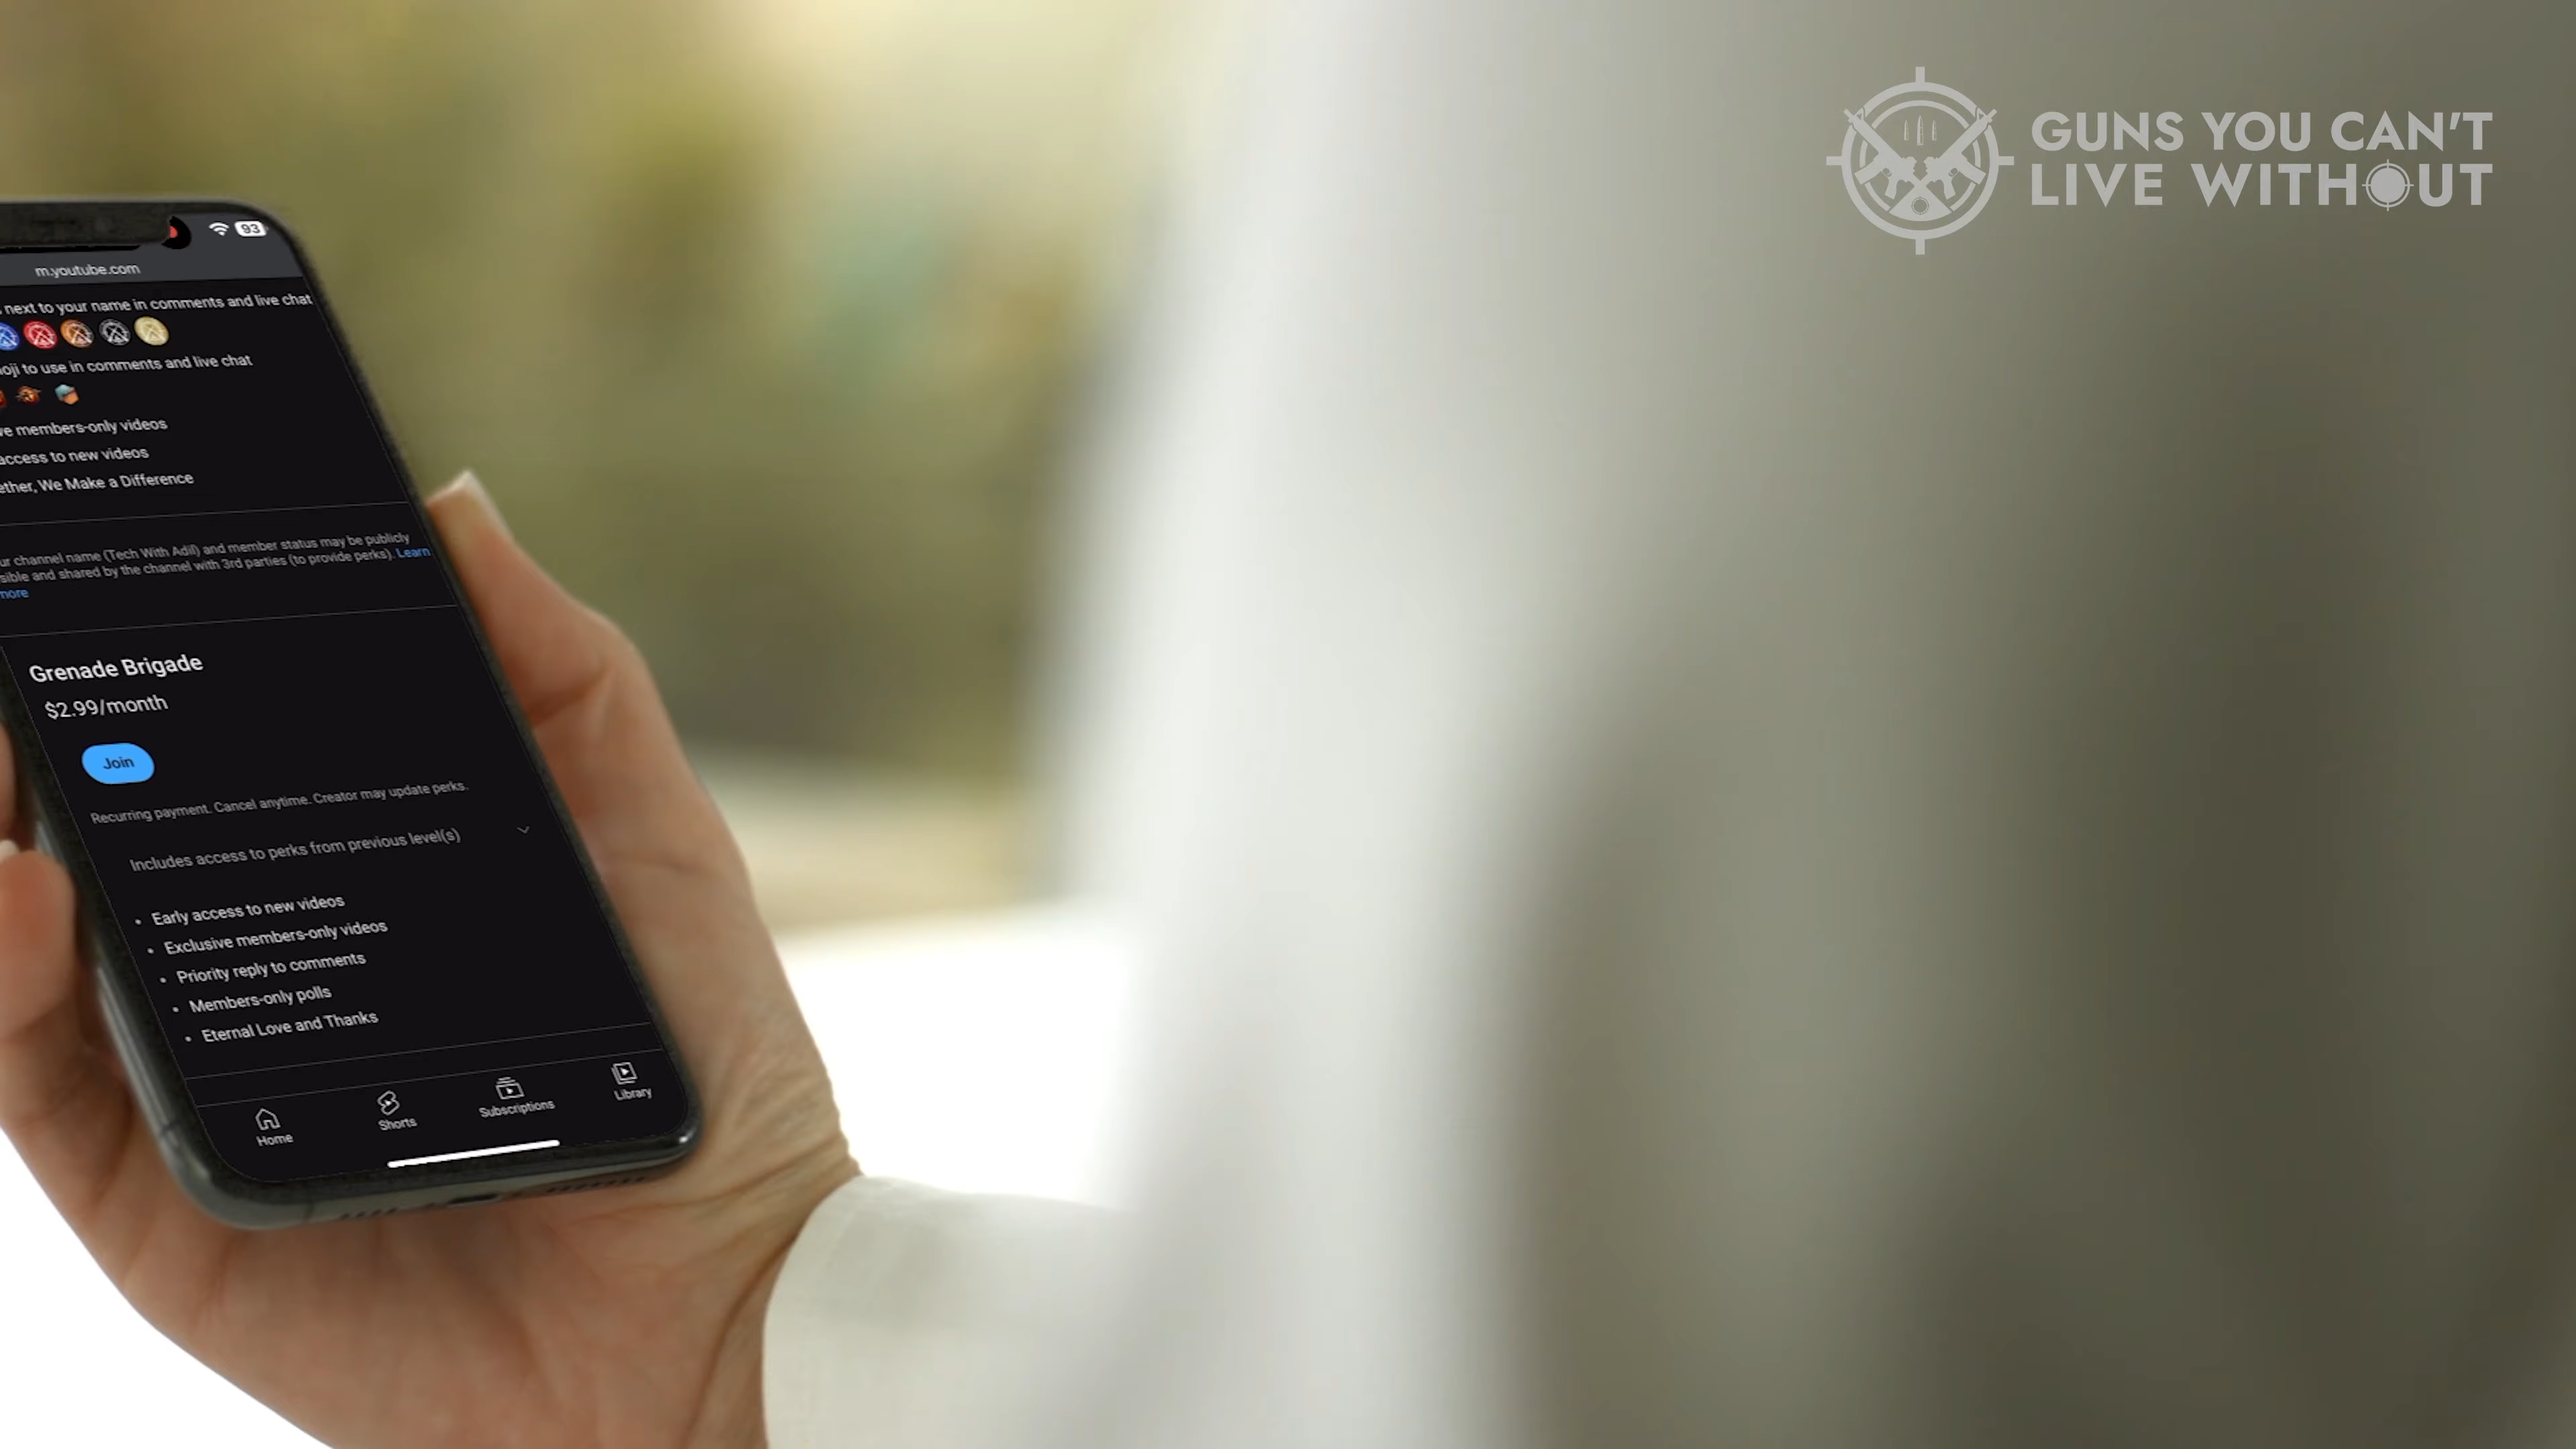 GUNS YOU CAN'T
LIVE WITHOUT
93
m.youtube.com
next to your name in comments and live chat
to use in comments and live chat
members-only videos
access to new videos
We Make a Difference
channel name (Tech With Adil) and member status may be publicly
and shared by the channel with 3rd parties (to provide perks). Learn
more
Grenade Brigade
$2.99/month
Join
Recurring payment. Cancel anytime. Creator may update perks.
Includes access to perks from previous level(s)
• Early access to new videos
• Exclusive members-only videos
• Priority reply to comments
• Members-only polls
• Eternal Love and Thanks
Home
Shorts
Subscriptions
Library